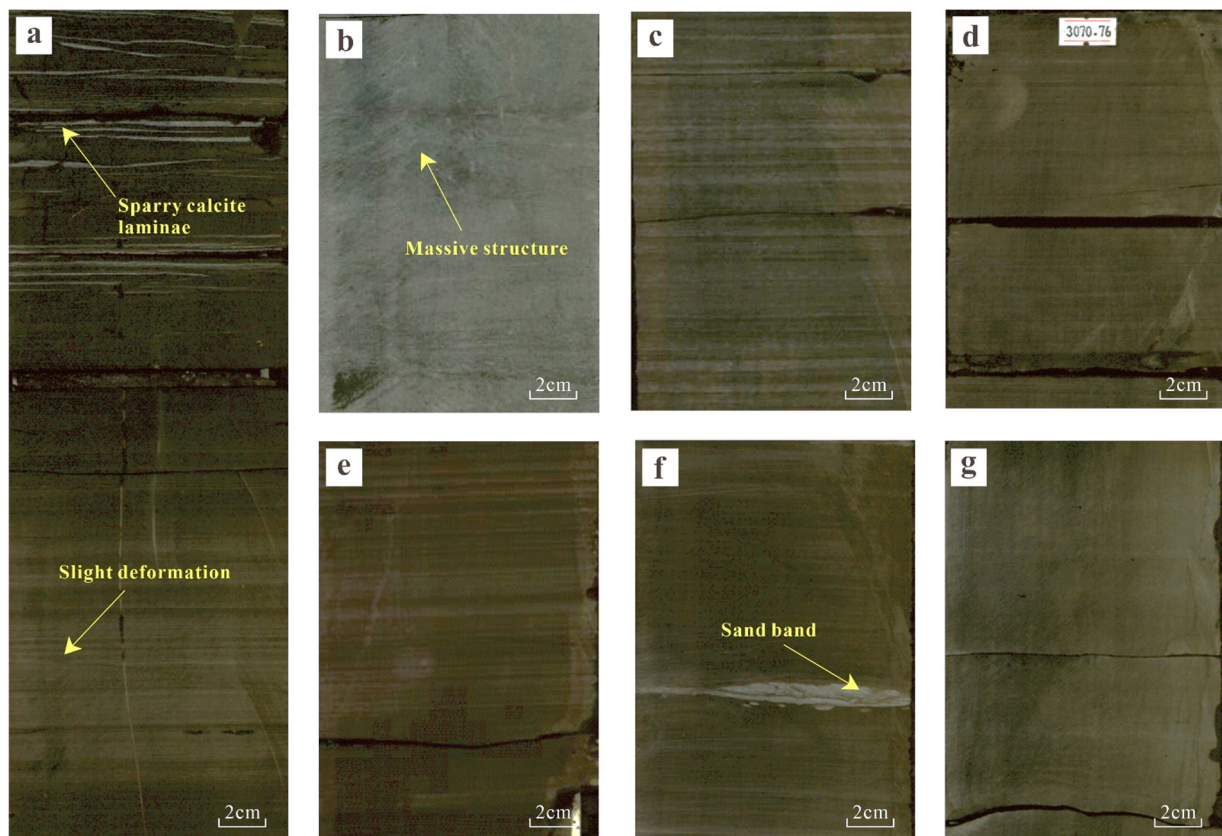 a
b
c
d
3070.76
Sparry calcite
laminae
Massive structure
2cm
2cm
2cm
e
f
g
Slight deformation
Sand band
2cm
2cm
2cm
2cm